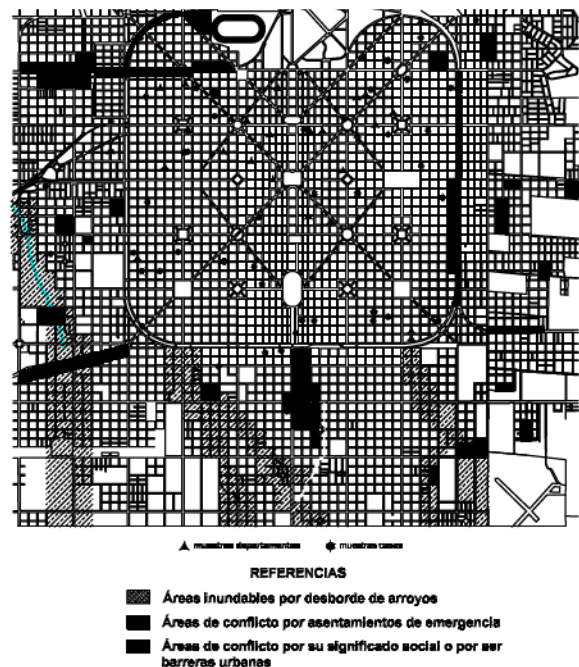 muestras departamentos muestras casas
REFERENCIAS
Áreas inundables por desborde de arroyos
Áreas de conflicto por asentamientos de emergencia
Áreas de conflicto por su significado social o por ser
barreras urbanas